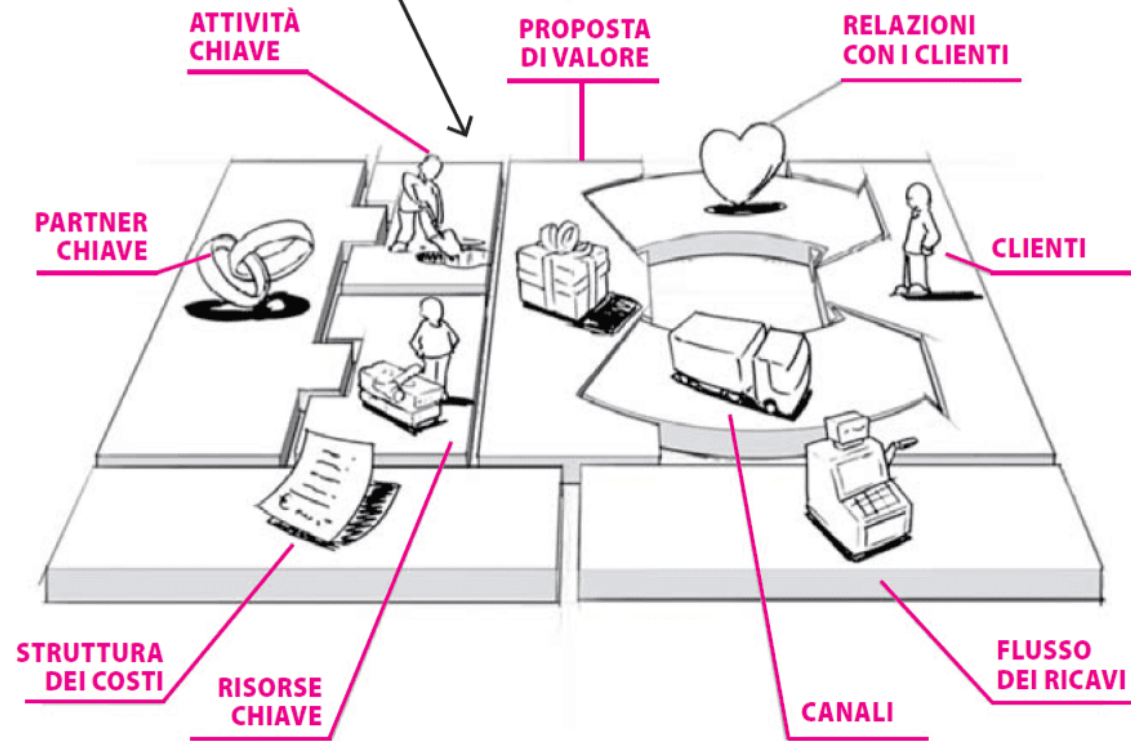 ATTIVITÀ
CHIAVE
PROPOSTA
DI VALORE
RELAZIONI
CON I CLIENTI
PARTNER
CHIAVE
CLIENTI
STRUTTURA
DEI COSTI
RISORSE
CHIAVE
CANALI
FLUSSO
DEI RICAVI